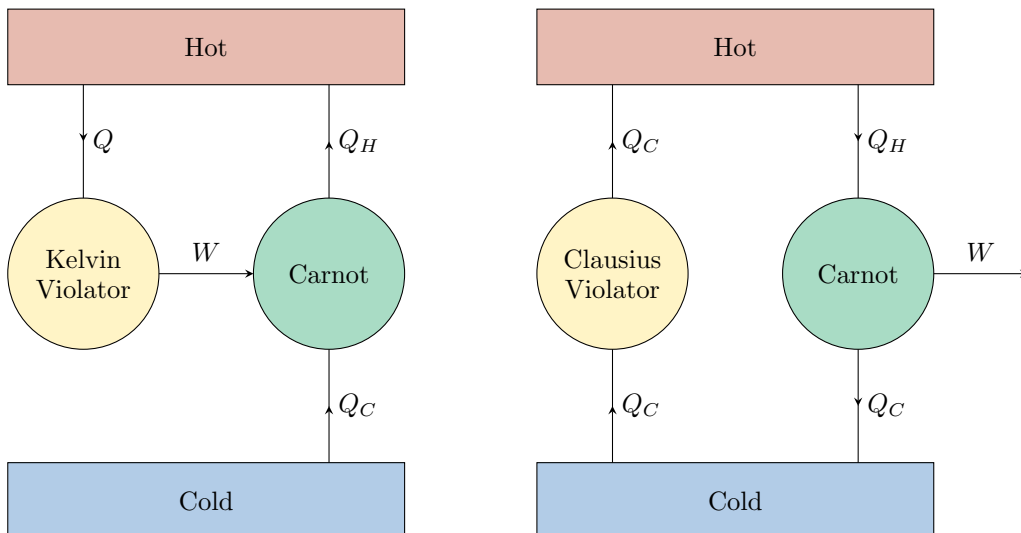 Hot
Q
Q_H
Kelvin
Violator
W
Carnot
Q_C
Cold
Hot
Q_C
Q_H
Clausius
Violator
Carnot
W
Q_C
Q_C
Cold